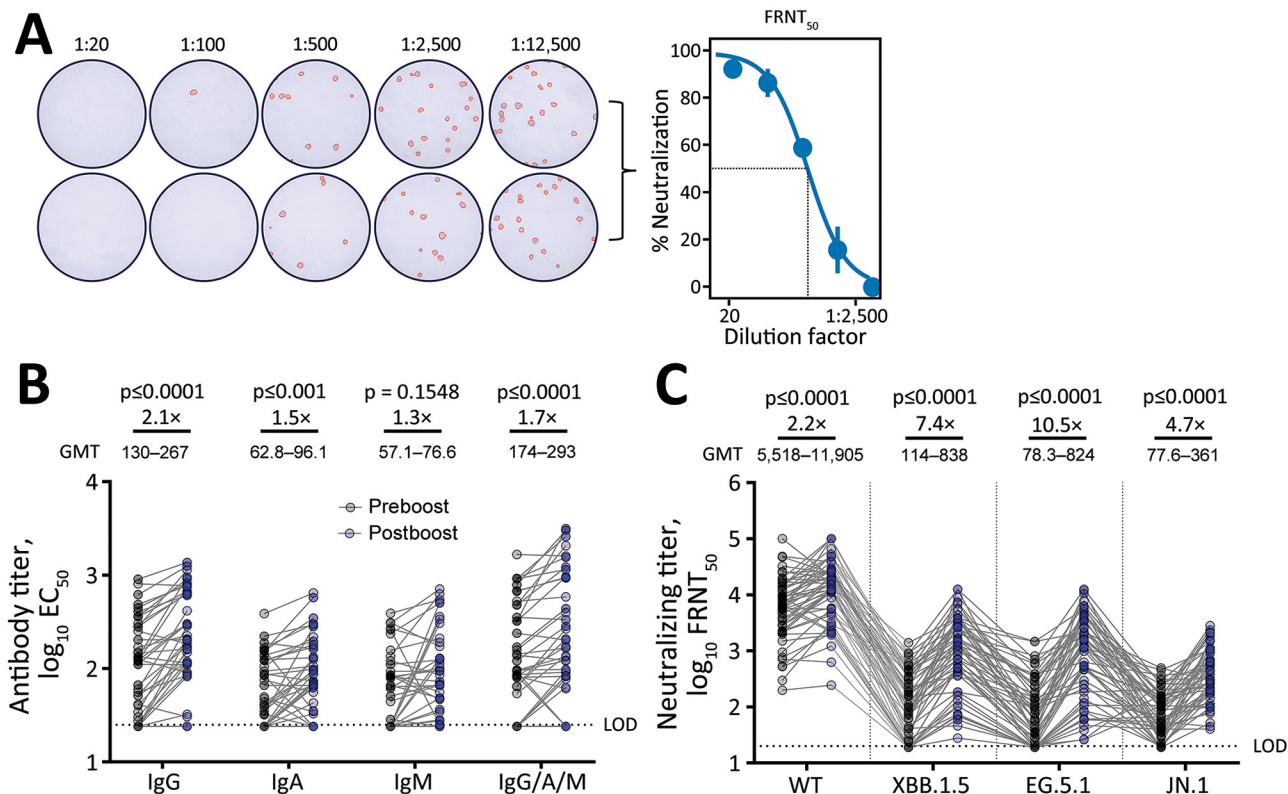 A
1:20 1:100 1:500 1:2,500 1:12,500
FRNT50
100
80
60
40
20
0
% Neutralization
20 1:2,500
Dilution factor
B
p≤0.0001 p≤0.001 p = 0.1548 p≤0.0001
2.1× 1.5× 1.3× 1.7×
GMT 130–267 62.8–96.1 57.1–76.6 174–293
4
3
2
1
Antibody titer,
log10 EC50
Preboost
Postboost
LOD
IgG IgA IgM IgG/A/M
C
p≤0.0001 p≤0.0001 p≤0.0001 p≤0.0001
2.2× 7.4× 10.5× 4.7×
GMT 5,518–11,905 114–838 78.3–824 77.6–361
6
5
4
3
2
1
Neutralizing titer,
log10 FRNT50
LOD
WT XBB.1.5 EG.5.1 JN.1